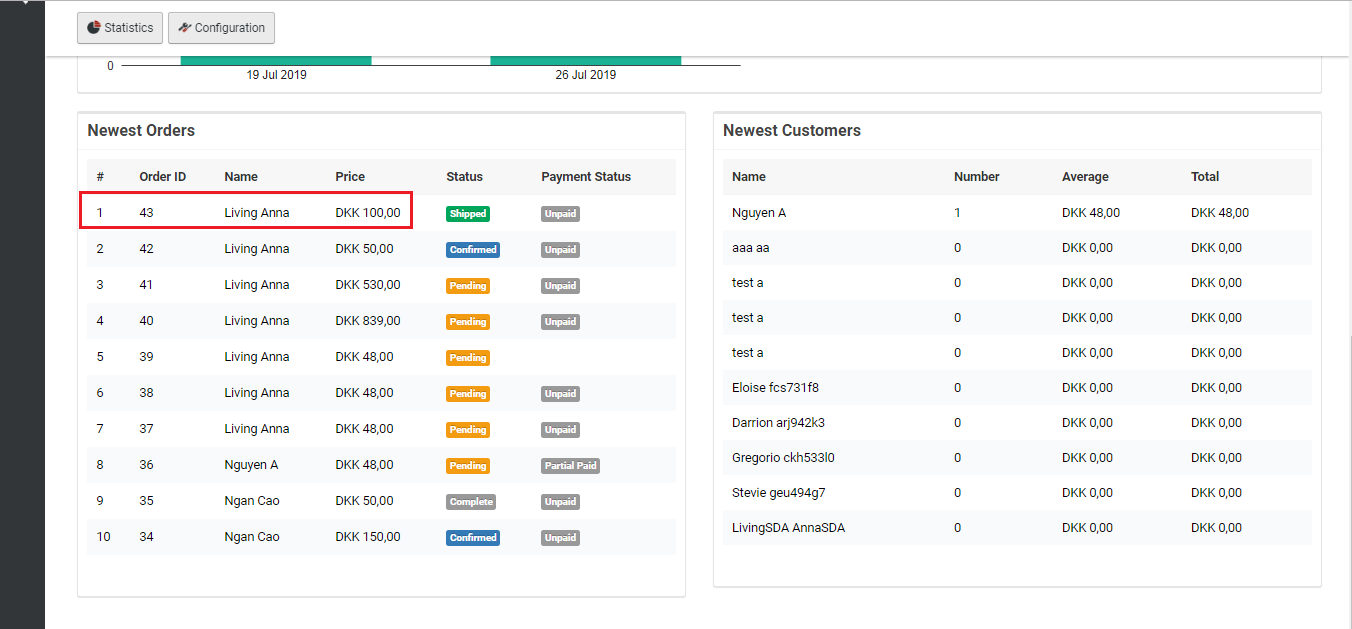 Statistics Configuration
0
19 Jul 2019 26 Jul 2019
Newest Orders
# Order ID Name Price Status Payment Status
1 43 Living Anna DKK 100,00 Shipped Unpaid
2 42 Living Anna DKK 50,00 Confirmed Unpaid
3 41 Living Anna DKK 530,00 Pending Unpaid
4 40 Living Anna DKK 839,00 Pending Unpaid
5 39 Living Anna DKK 48,00 Pending
6 38 Living Anna DKK 48,00 Pending Unpaid
7 37 Living Anna DKK 48,00 Pending Unpaid
8 36 Nguyen A DKK 48,00 Pending Partial Paid
9 35 Ngan Cao DKK 50,00 Complete Unpaid
10 34 Ngan Cao DKK 150,00 Confirmed Unpaid
Newest Customers
Name Number Average Total
Nguyen A 1 DKK 48,00 DKK 48,00
aaa aa 0 DKK 0,00 DKK 0,00
test a 0 DKK 0,00 DKK 0,00
test a 0 DKK 0,00 DKK 0,00
test a 0 DKK 0,00 DKK 0,00
Eloise fcs731f8 0 DKK 0,00 DKK 0,00
Darrion arj942k3 0 DKK 0,00 DKK 0,00
Gregorio ckh533l0 0 DKK 0,00 DKK 0,00
Stevie geu494g7 0 DKK 0,00 DKK 0,00
LivingSDA AnnaSDA 0 DKK 0,00 DKK 0,00